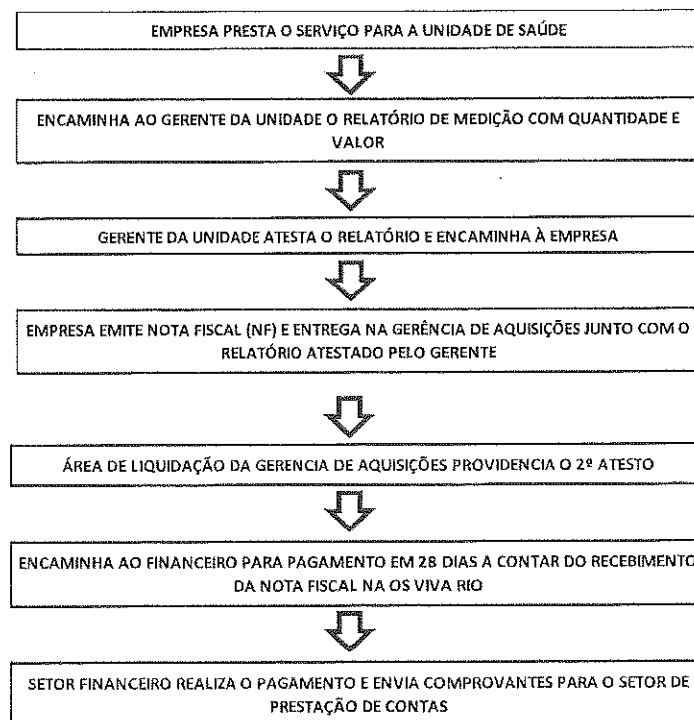 EMPRESA PRESTA O SERVIÇO PARA A UNIDADE DE SAÚDE
ENCAMINHA AO GERENTE DA UNIDADE O RELATÓRIO DE MEDIÇÃO COM QUANTIDADE E
VALOR
GERENTE DA UNIDADE ATESTA O RELATÓRIO E ENCAMINHA À EMPRESA
EMPRESA EMITE NOTA FISCAL (NF) E ENTREGA NA GERÊNCIA DE AQUISIÇÕES JUNTO COM O
RELATÓRIO ATESTADO PELO GERENTE
ÁREA DE LIQUIDAÇÃO DA GERENCIA DE AQUISIÇÕES PROVIDENCIA O 2º ATESTO
ENCAMINHA AO FINANCEIRO PARA PAGAMENTO EM 28 DIAS A CONTAR DO RECEBIMENTO
DA NOTA FISCAL NA OS VIVA RIO
SETOR FINANCEIRO REALIZA O PAGAMENTO E ENVIA COMPROVANTES PARA O SETOR DE
PRESTAÇÃO DE CONTAS